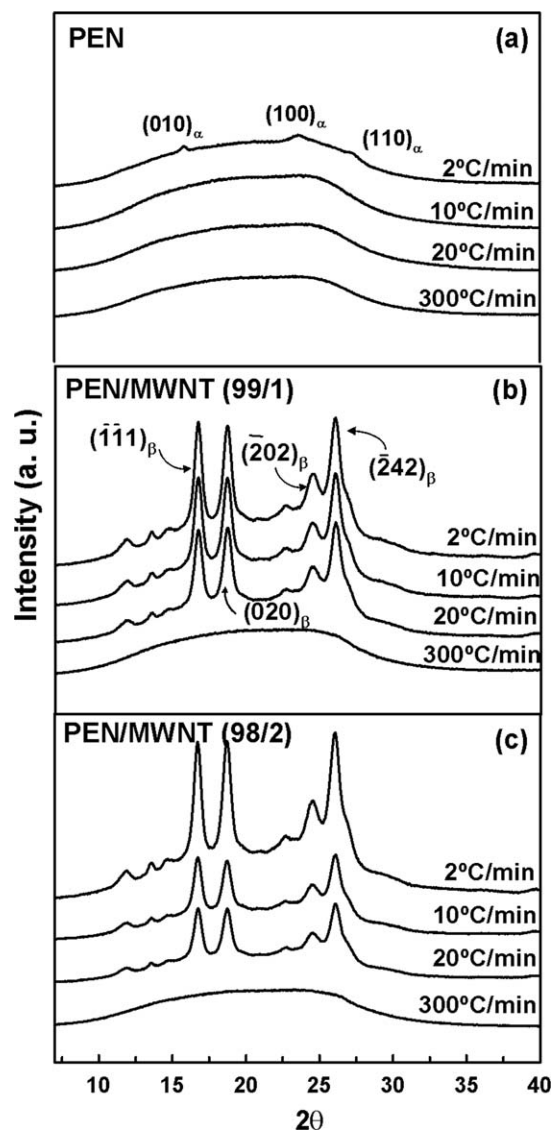 PEN (a)
(010)α (100)α (110)α
2ºC/min
10ºC/min
20ºC/min
300ºC/min
PEN/MWNT (99/1) (b)
(1̄1̄1)β (2̄02)β (2̄42)β
2ºC/min
10ºC/min
20ºC/min
(020)β
300ºC/min
PEN/MWNT (98/2) (c)
2ºC/min
10ºC/min
20ºC/min
300ºC/min
10 15 20 25 30 35 40
2θ
Intensity (a. u.)